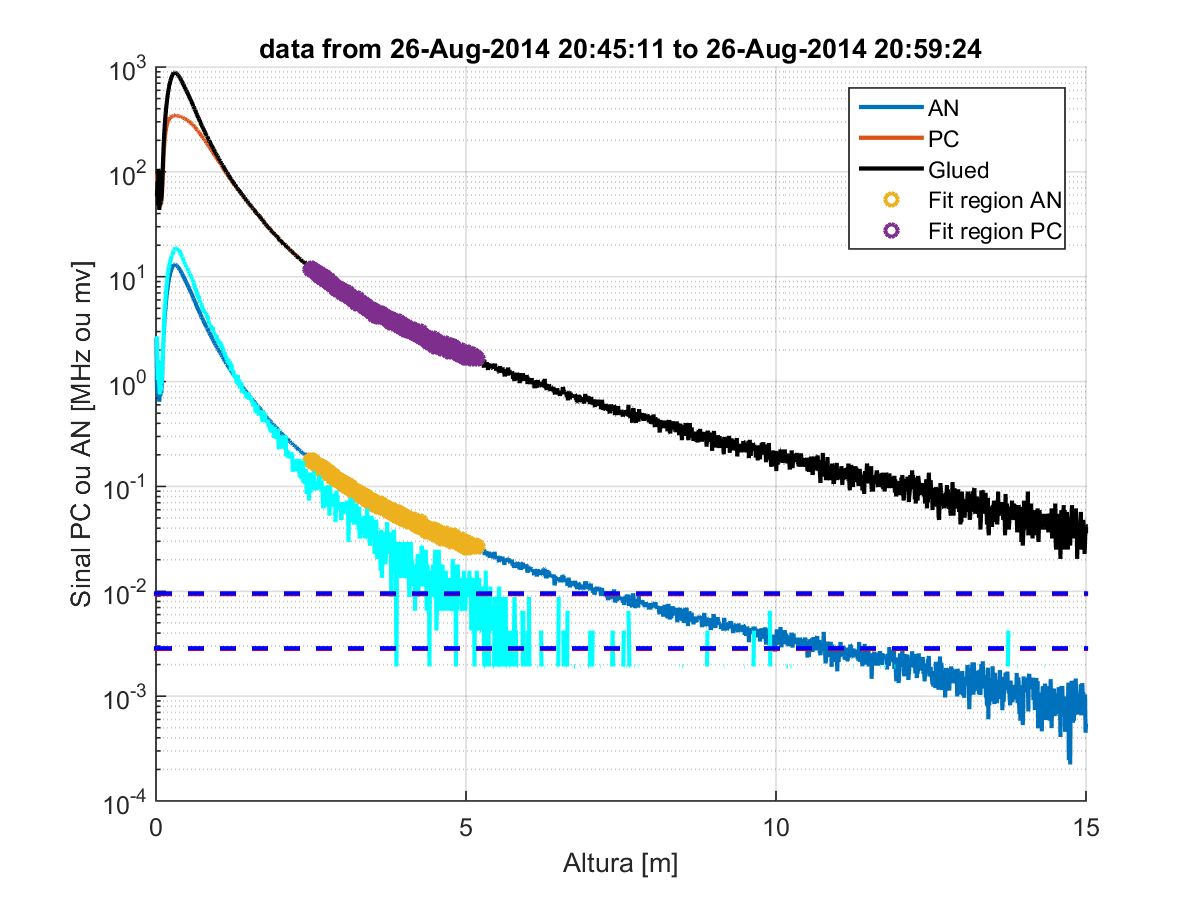 data from 26-Aug-2014 20:45:11 to 26-Aug-2014 20:59:24
10^3
10^2
10^1
10^0
10^-1
10^-2
10^-3
10^-4
Sinal PC ou AN [MHz ou mv]
AN
PC
Glued
Fit region AN
Fit region PC
0 5 10 15
Altura [m]